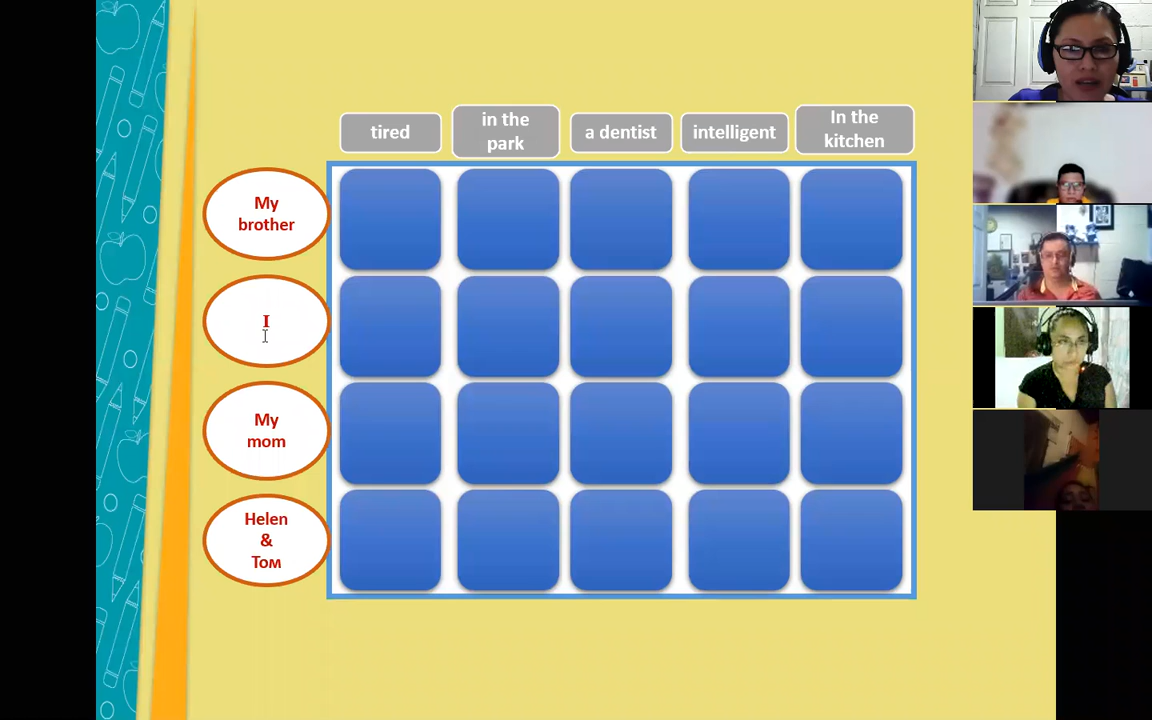 tired
in the
park
a dentist
intelligent
In the
kitchen
My
brother
I
My
mom
Helen
&
Tom